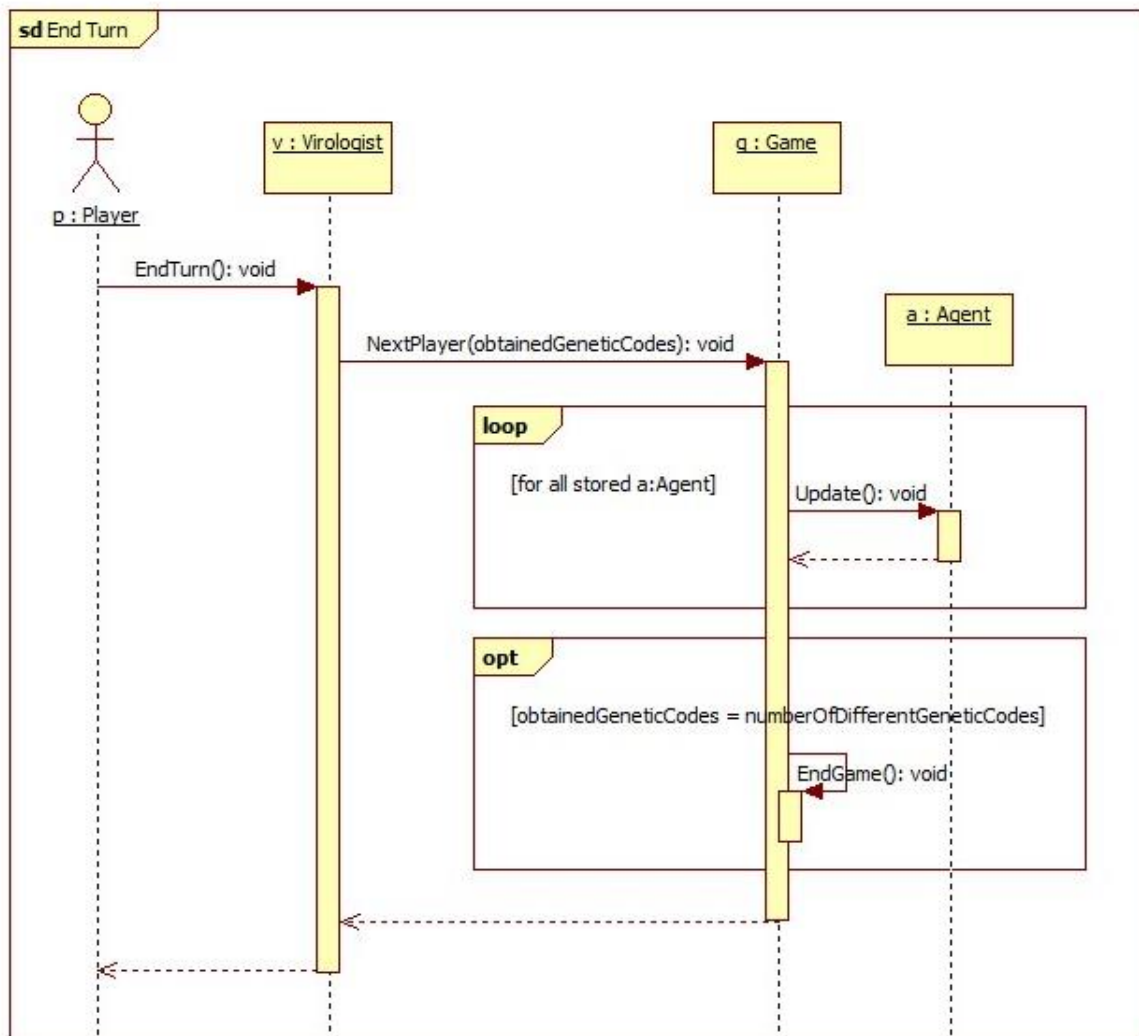 sd End Turn
p : Player
v : Virologist
g : Game
EndTurn(): void
a : Agent
NextPlayer(obtainedGeneticCodes): void
loop
[for all stored a:Agent]
Update(): void
opt
[obtainedGeneticCodes = numberOfDifferentGeneticCodes]
EndGame(): void